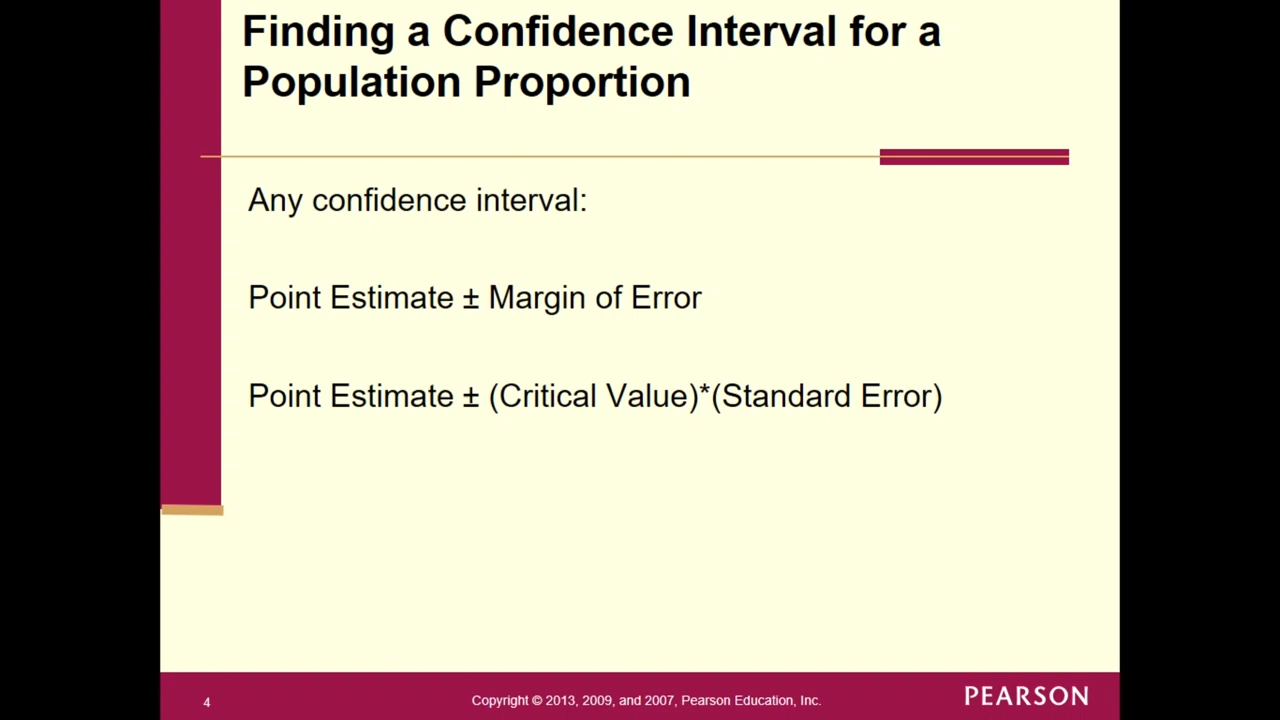 Finding a Confidence Interval for a
Population Proportion
Any confidence interval:
Point Estimate ± Margin of Error
Point Estimate ± (Critical Value)*(Standard Error)
4
Copyright © 2013, 2009, and 2007, Pearson Education, Inc.
PEARSON